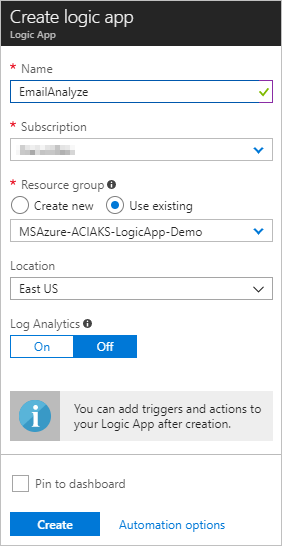 Create logic app
Logic App
* Name
EmailAnalyze
* Subscription
* Resource group
Create new Use existing
MSAzure-ACIAKS-LogicApp-Demo
Location
East US
Log Analytics
On Off
You can add triggers and actions to
your Logic App after creation.
Pin to dashboard
Create Automation options